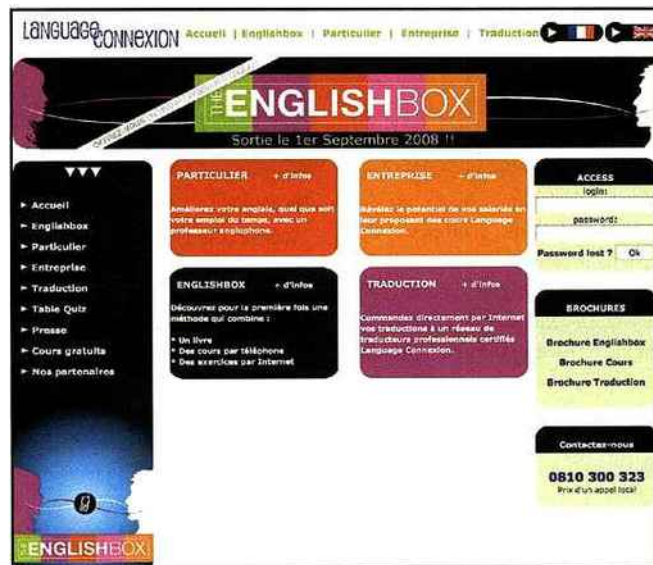 LANGUAGE CONNEXION
Accueil | Englishbox | Particulier | Entreprise | Traduction
OFFREZ-VOUS
THE ENGLISHBOX
Sortie le 1er Septembre 2008 !!
► Accueil
► Englishbox
► Particulier
► Entreprise
► Traduction
► Table Quiz
► Presse
► Cours gratuits
► Nos partenaires
THE ENGLISHBOX
PARTICULIER + d'infos
Améliorez votre anglais, quel que soit
votre emploi du temps, avec un
professeur anglophone.
ENTREPRISE + d'infos
Révélez le potentiel de vos salariés en
leur proposant des cours Language
Connexion.
ENGLISHBOX + d'infos
Découvrez pour la première fois une
méthode qui combine :
* Un livre
* Des cours par téléphone
* Des exercices par Internet
TRADUCTION + d'infos
Commandez directement par Internet
vos traductions à un réseau de
traducteurs professionnels certifiés
Language Connexion.
ACCESS
login:
password:
Password lost ? Ok
BROCHURES
Brochure Englishbox
Brochure Cours
Brochure Traduction
Contactez-nous
0810 300 323
Prix d'un appel local